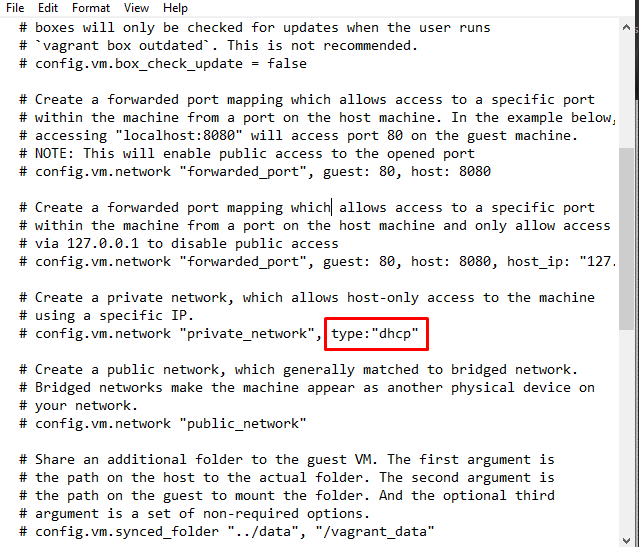 File Edit Format View Help
# boxes will only be checked for updates when the user runs
# `vagrant box outdated`. This is not recommended.
# config.vm.box_check_update = false
# Create a forwarded port mapping which allows access to a specific port
# within the machine from a port on the host machine. In the example below,
# accessing "localhost:8080" will access port 80 on the guest machine.
# NOTE: This will enable public access to the opened port
# config.vm.network "forwarded_port", guest: 80, host: 8080
# Create a forwarded port mapping which allows access to a specific port
# within the machine from a port on the host machine and only allow access
# via 127.0.0.1 to disable public access
# config.vm.network "forwarded_port", guest: 80, host: 8080, host_ip: "127.
# Create a private network, which allows host-only access to the machine
# using a specific IP.
# config.vm.network "private_network", type:"dhcp"
# Create a public network, which generally matched to bridged network.
# Bridged networks make the machine appear as another physical device on
# your network.
# config.vm.network "public_network"
# Share an additional folder to the guest VM. The first argument is
# the path on the host to the actual folder. The second argument is
# the path on the guest to mount the folder. And the optional third
# argument is a set of non-required options.
# config.vm.synced_folder "../data", "/vagrant_data"